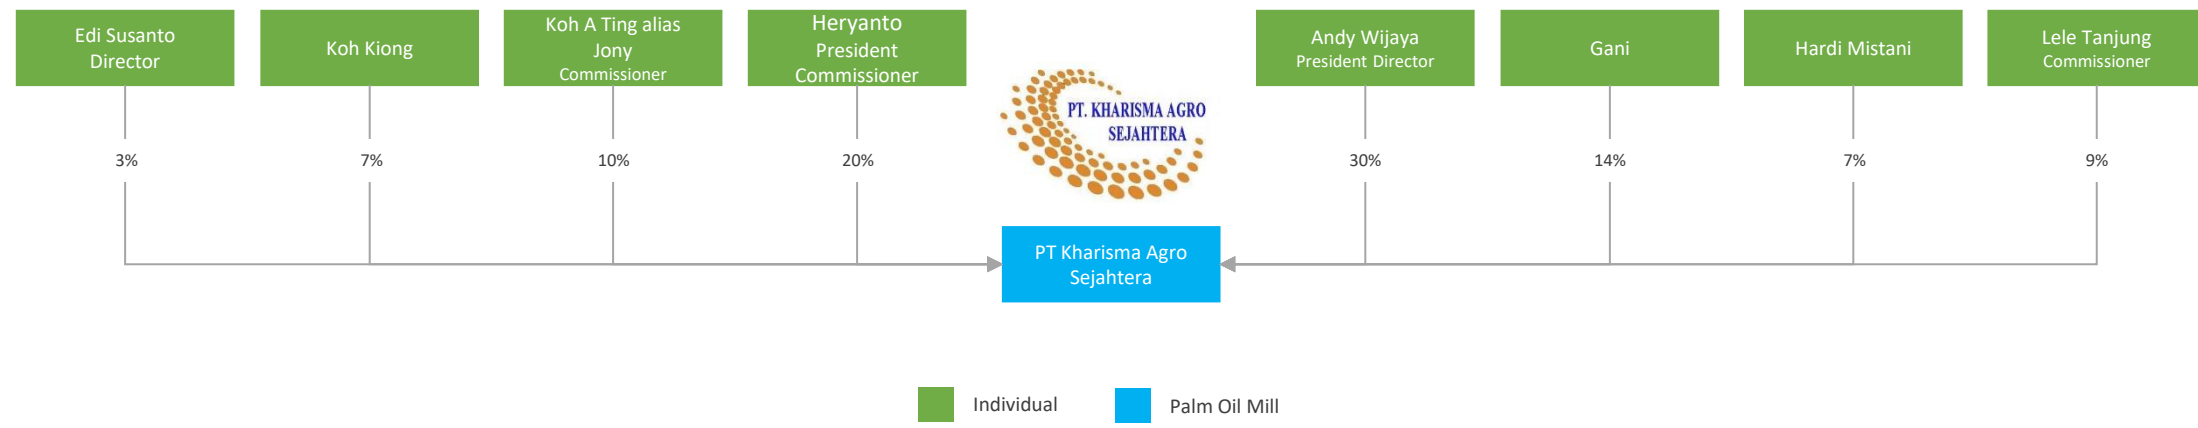 Edi Susanto
Director
Koh Kiong
Koh A Ting alias
Jony
Commissioner
Heryanto
President
Commissioner
Andy Wijaya
President Director
Gani
Hardi Mistani
Lele Tanjung
Commissioner
PT. KHARISMA AGRO
SEJAHTERA
3%
7%
10%
20%
30%
14%
7%
9%
PT Kharisma Agro
Sejahtera
Individual
Palm Oil Mill